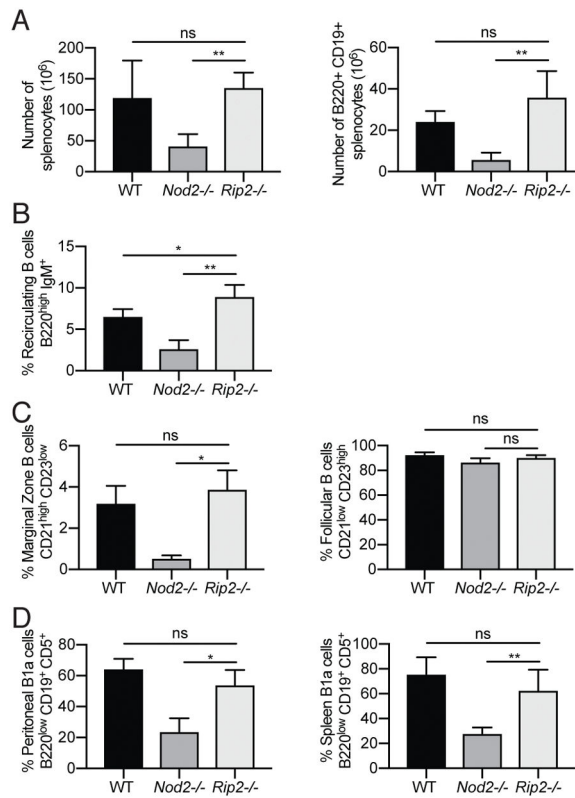 A
Number of
splenocytes (10⁶)
200
150
100
50
0
ns
**
WT
Nod2-/-
Rip2-/-
Number of B220+ CD19+
splenocytes (10⁶)
60
40
20
0
ns
**
WT
Nod2-/-
Rip2-/-
B
% Recirculating B cells
B220ʰⁱᵍʰ IgM⁺
15
10
5
0
*
**
WT
Nod2-/-
Rip2-/-
C
% Marginal Zone B cells
CD21ʰⁱᵍʰ CD23ˡᵒʷ
6
4
2
0
ns
*
WT
Nod2-/-
Rip2-/-
% Follicular B cells
CD21ˡᵒʷ CD23ʰⁱᵍʰ
100
80
60
40
20
0
ns
ns
WT
Nod2-/-
Rip2-/-
D
% Peritoneal B1a cells
B220ˡᵒʷ CD19⁺ CD5⁺
80
60
40
20
0
ns
*
WT
Nod2-/-
Rip2-/-
% Spleen B1a cells
B220ˡᵒʷ CD19⁺ CD5⁺
100
80
60
40
20
0
ns
**
WT
Nod2-/-
Rip2-/-